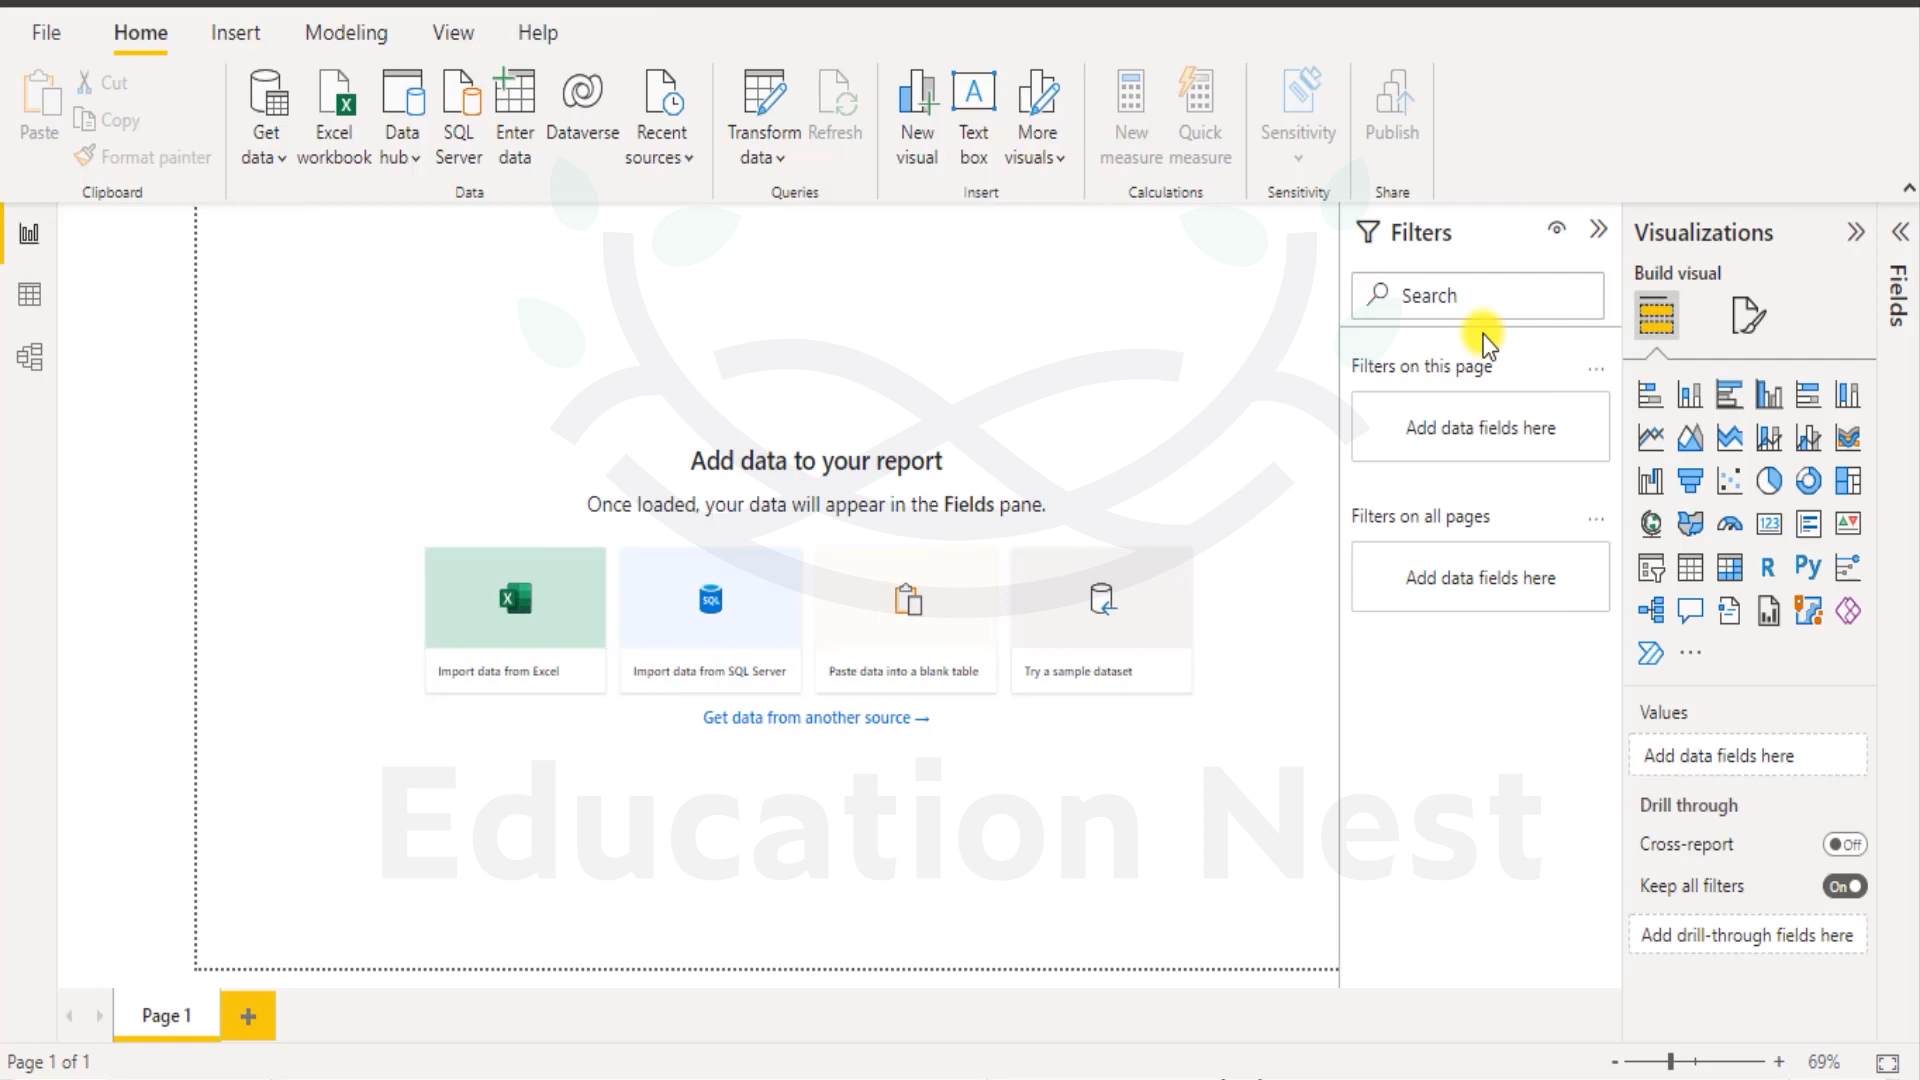 File Home Insert Modeling View Help
Paste
Cut
Copy
Format painter
Clipboard
Get data
Excel workbook
Data hub
SQL Server
Enter data
Dataverse
Recent sources
Data
Transform data
Refresh
Queries
New visual
Text box
More visuals
Insert
New measure
Quick measure
Calculations
Sensitivity
Sensitivity
Publish
Share
Add data to your report
Once loaded, your data will appear in the Fields pane.
SQL
Import data from Excel
Import data from SQL Server
Paste data into a blank table
Try a sample dataset
Get data from another source →
Education Nest
Filters
Search
Filters on this page
Add data fields here
Filters on all pages
Add data fields here
Visualizations
Build visual
123
R
Py
Values
Add data fields here
Drill through
Cross-report Off
Keep all filters On
Add drill-through fields here
Fields
Page 1
Page 1 of 1
69%